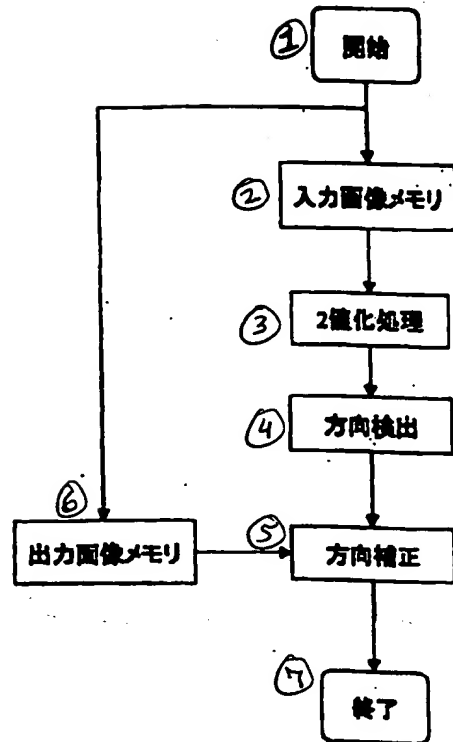 ① 開始
② 入力画像メモリ
③ 2値化処理
④ 方向検出
⑥
⑤
出力画像メモリ
方向補正
⑦
終了